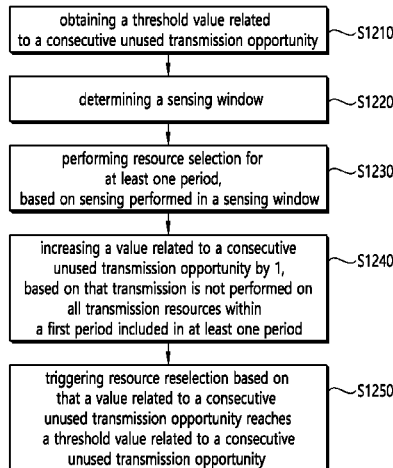 obtaining a threshold value related
to a consecutive unused transmission opportunity
S1210
determining a sensing window
S1220
performing resource selection for
at least one period,
based on sensing performed in a sensing window
S1230
increasing a value related to a consecutive
unused transmission opportunity by 1,
based on that transmission is not performed on
all transmission resources within
a first period included in at least one period
S1240
triggering resource reselection based on
that a value related to a consecutive
unused transmission opportunity reaches
a threshold value related to a consecutive
unused transmission opportunity
S1250